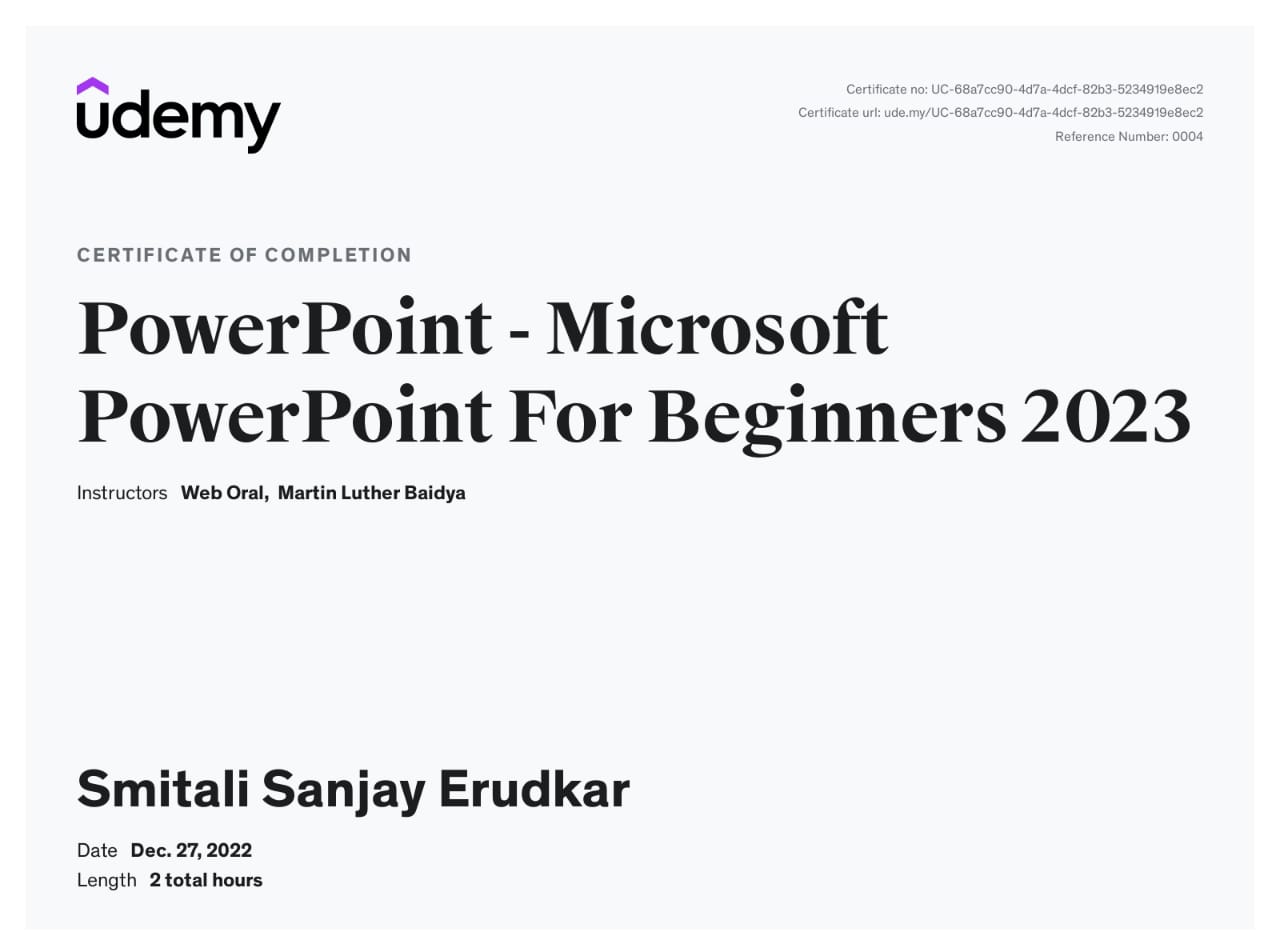 udemy
Certificate no: UC-68a7cc90-4d7a-4dcf-82b3-5234919e8ec2
Certificate url: ude.my/UC-68a7cc90-4d7a-4dcf-82b3-5234919e8ec2
Reference Number: 0004
CERTIFICATE OF COMPLETION
PowerPoint - Microsoft
PowerPoint For Beginners 2023
Instructors Web Oral, Martin Luther Baidya
Smitali Sanjay Erudkar
Date Dec. 27, 2022
Length 2 total hours